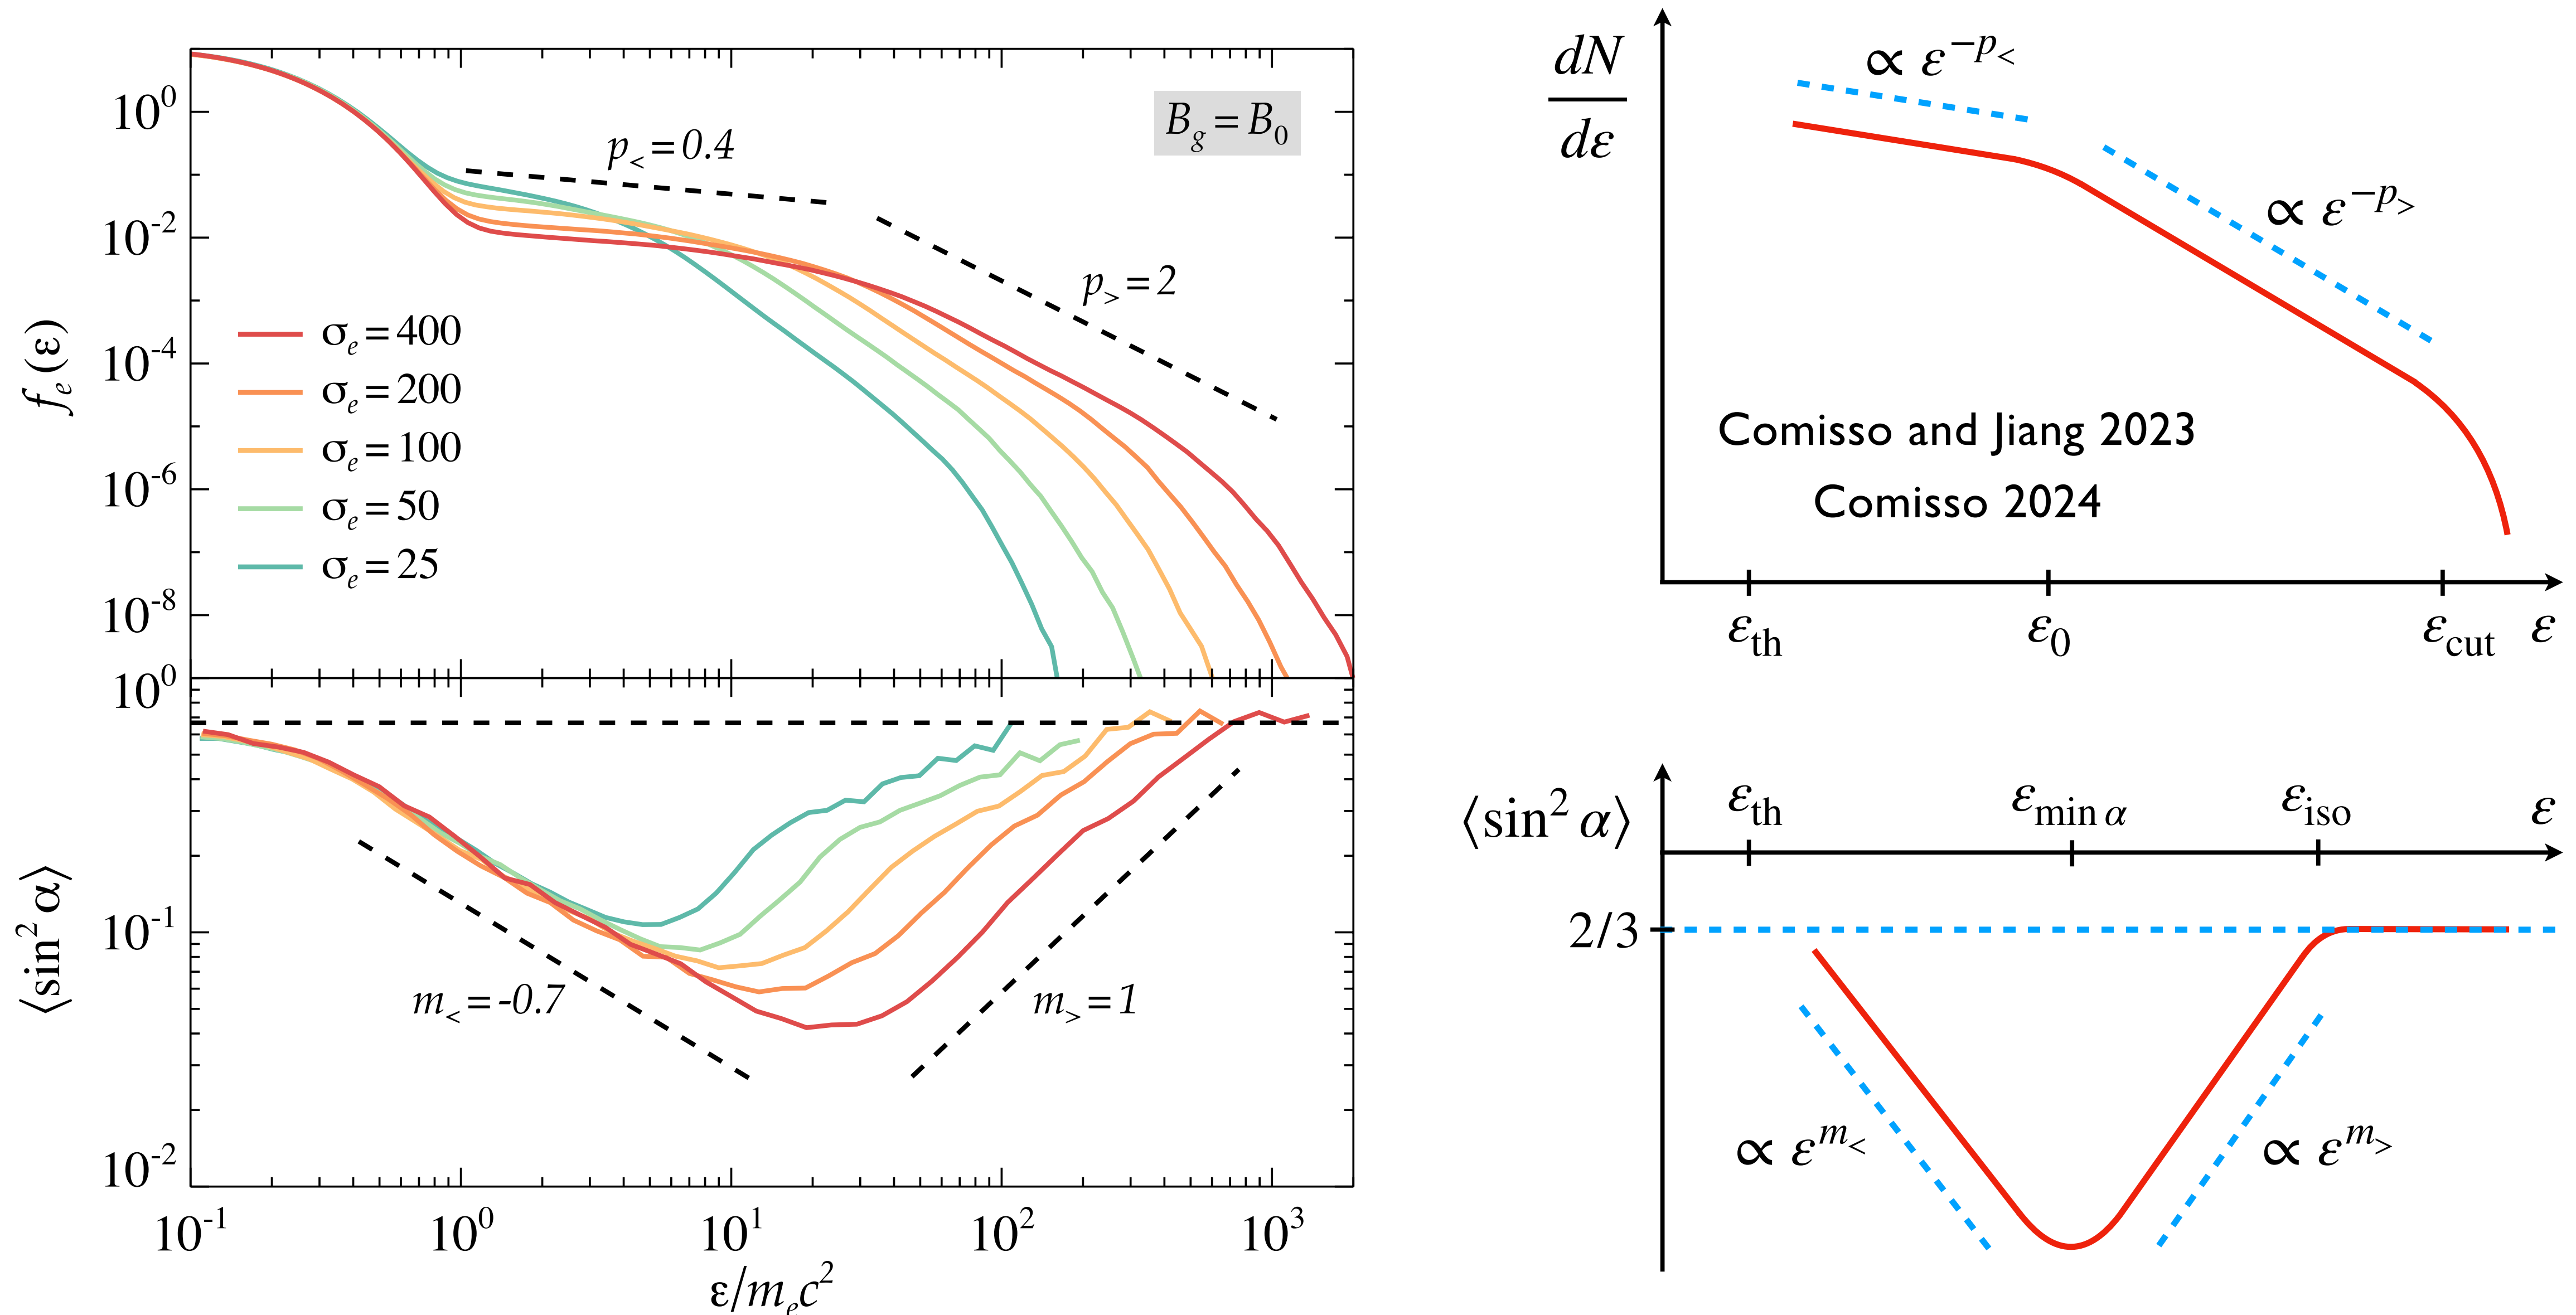 f_e (ε)
10^0
10^-2
10^-4
10^-6
10^-8
B_g = B_0
p_< = 0.4
p_> = 2
σ_e = 400
σ_e = 200
σ_e = 100
σ_e = 50
σ_e = 25
⟨sin^2 α⟩
10^0
10^-1
10^-2
m_< = -0.7
m_> = 1
10^-1 10^0 10^1 10^2 10^3
ε/m_e c^2
dN
dε
∝ ε^−p_<
∝ ε^−p_>
Comisso and Jiang 2023
Comisso 2024
ε_th ε_0 ε_cut ε
⟨sin^2 α⟩
ε_th ε_min α ε_iso ε
2/3
∝ ε^m_< ∝ ε^m_>